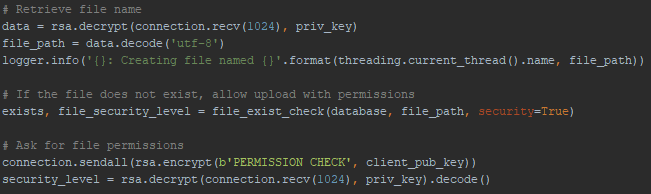 # Retrieve file name
data = rsa.decrypt(connection.recv(1024), priv_key)
file_path = data.decode('utf-8')
logger.info('{}: Creating file named {}'.format(threading.current_thread().name, file_path))
# If the file does not exist, allow upload with permissions
exists, file_security_level = file_exist_check(database, file_path, security=True)
# Ask for file permissions
connection.sendall(rsa.encrypt(b'PERMISSION CHECK', client_pub_key))
security_level = rsa.decrypt(connection.recv(1024), priv_key).decode()